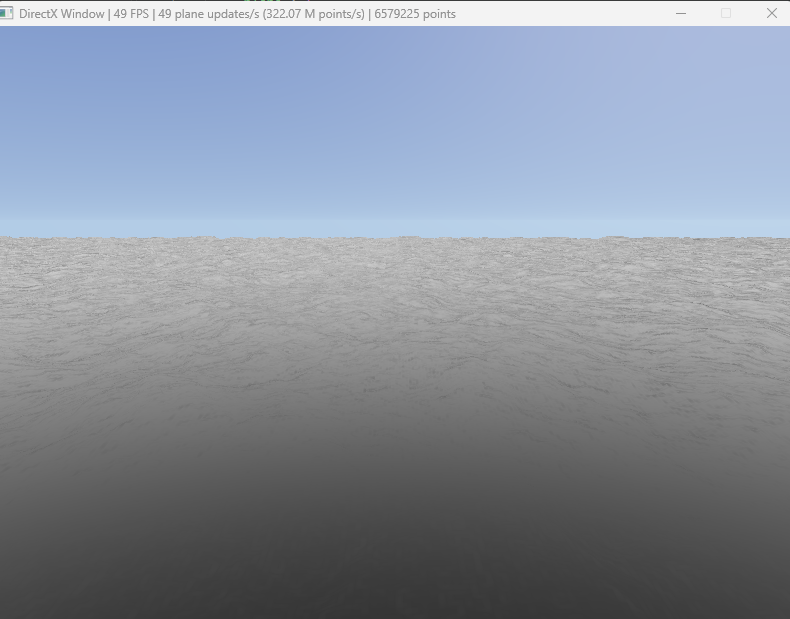 DirectX Window | 49 FPS | 49 plane updates/s (322.07 M points/s) | 6579225 points